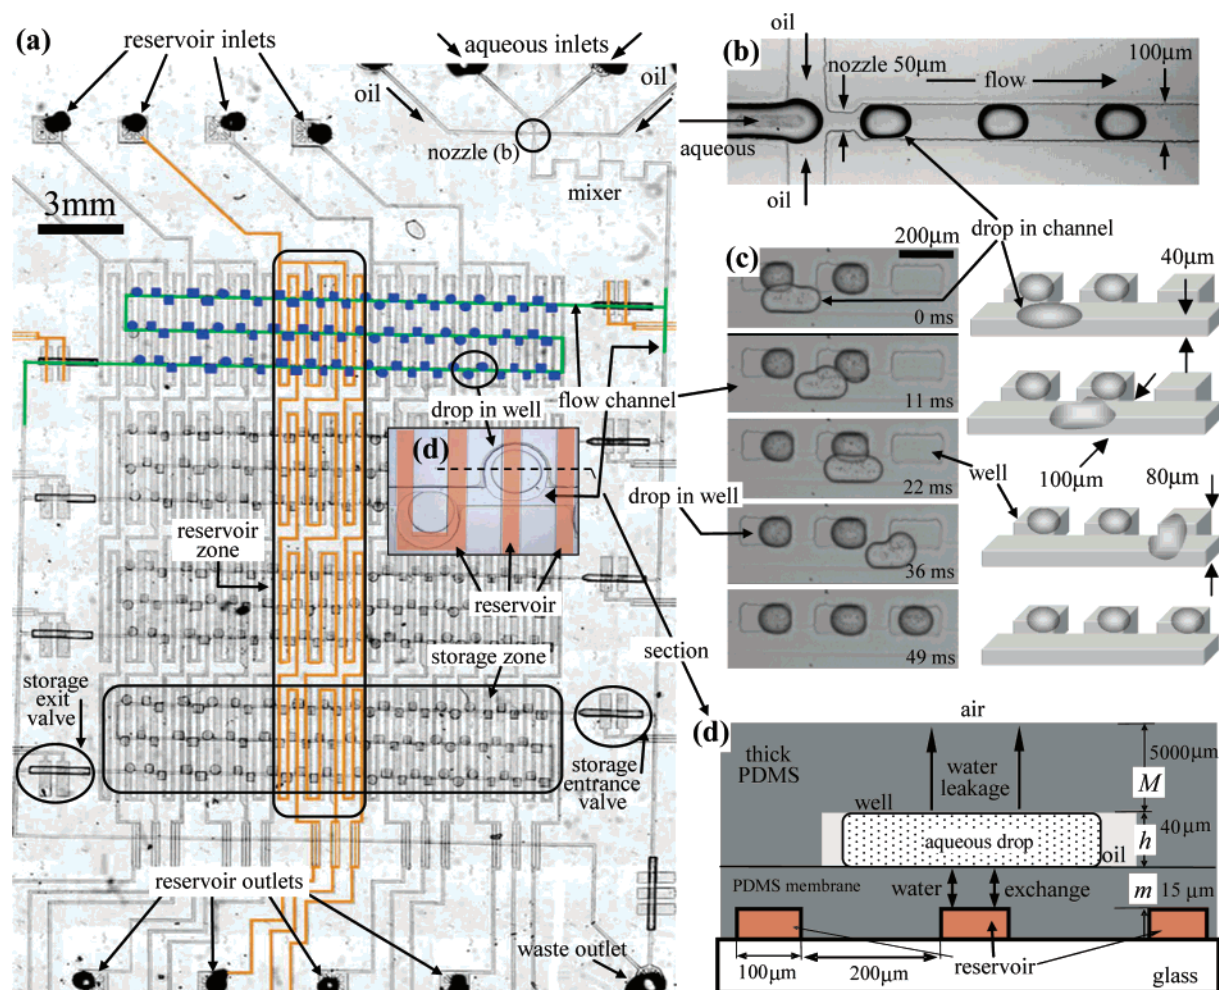 (a)
reservoir inlets
aqueous inlets
oil
oil
nozzle (b)
mixer
3mm
drop in well
flow channel
(d)
reservoir
zone
reservoir
storage zone
storage
exit
valve
storage
entrance
valve
reservoir outlets
waste outlet
section
(b)
oil
nozzle 50μm
flow
100μm
aqueous
oil
(c)
200μm
drop in channel
40μm
0 ms
11 ms
22 ms
well
100μm
80μm
drop in well
36 ms
49 ms
(d)
air
thick
PDMS
water
leakage
5000μm
M
well
aqueous drop
oil
h
40μm
PDMS membrane
water
exchange
m
15 μm
100μm
200μm
reservoir
glass